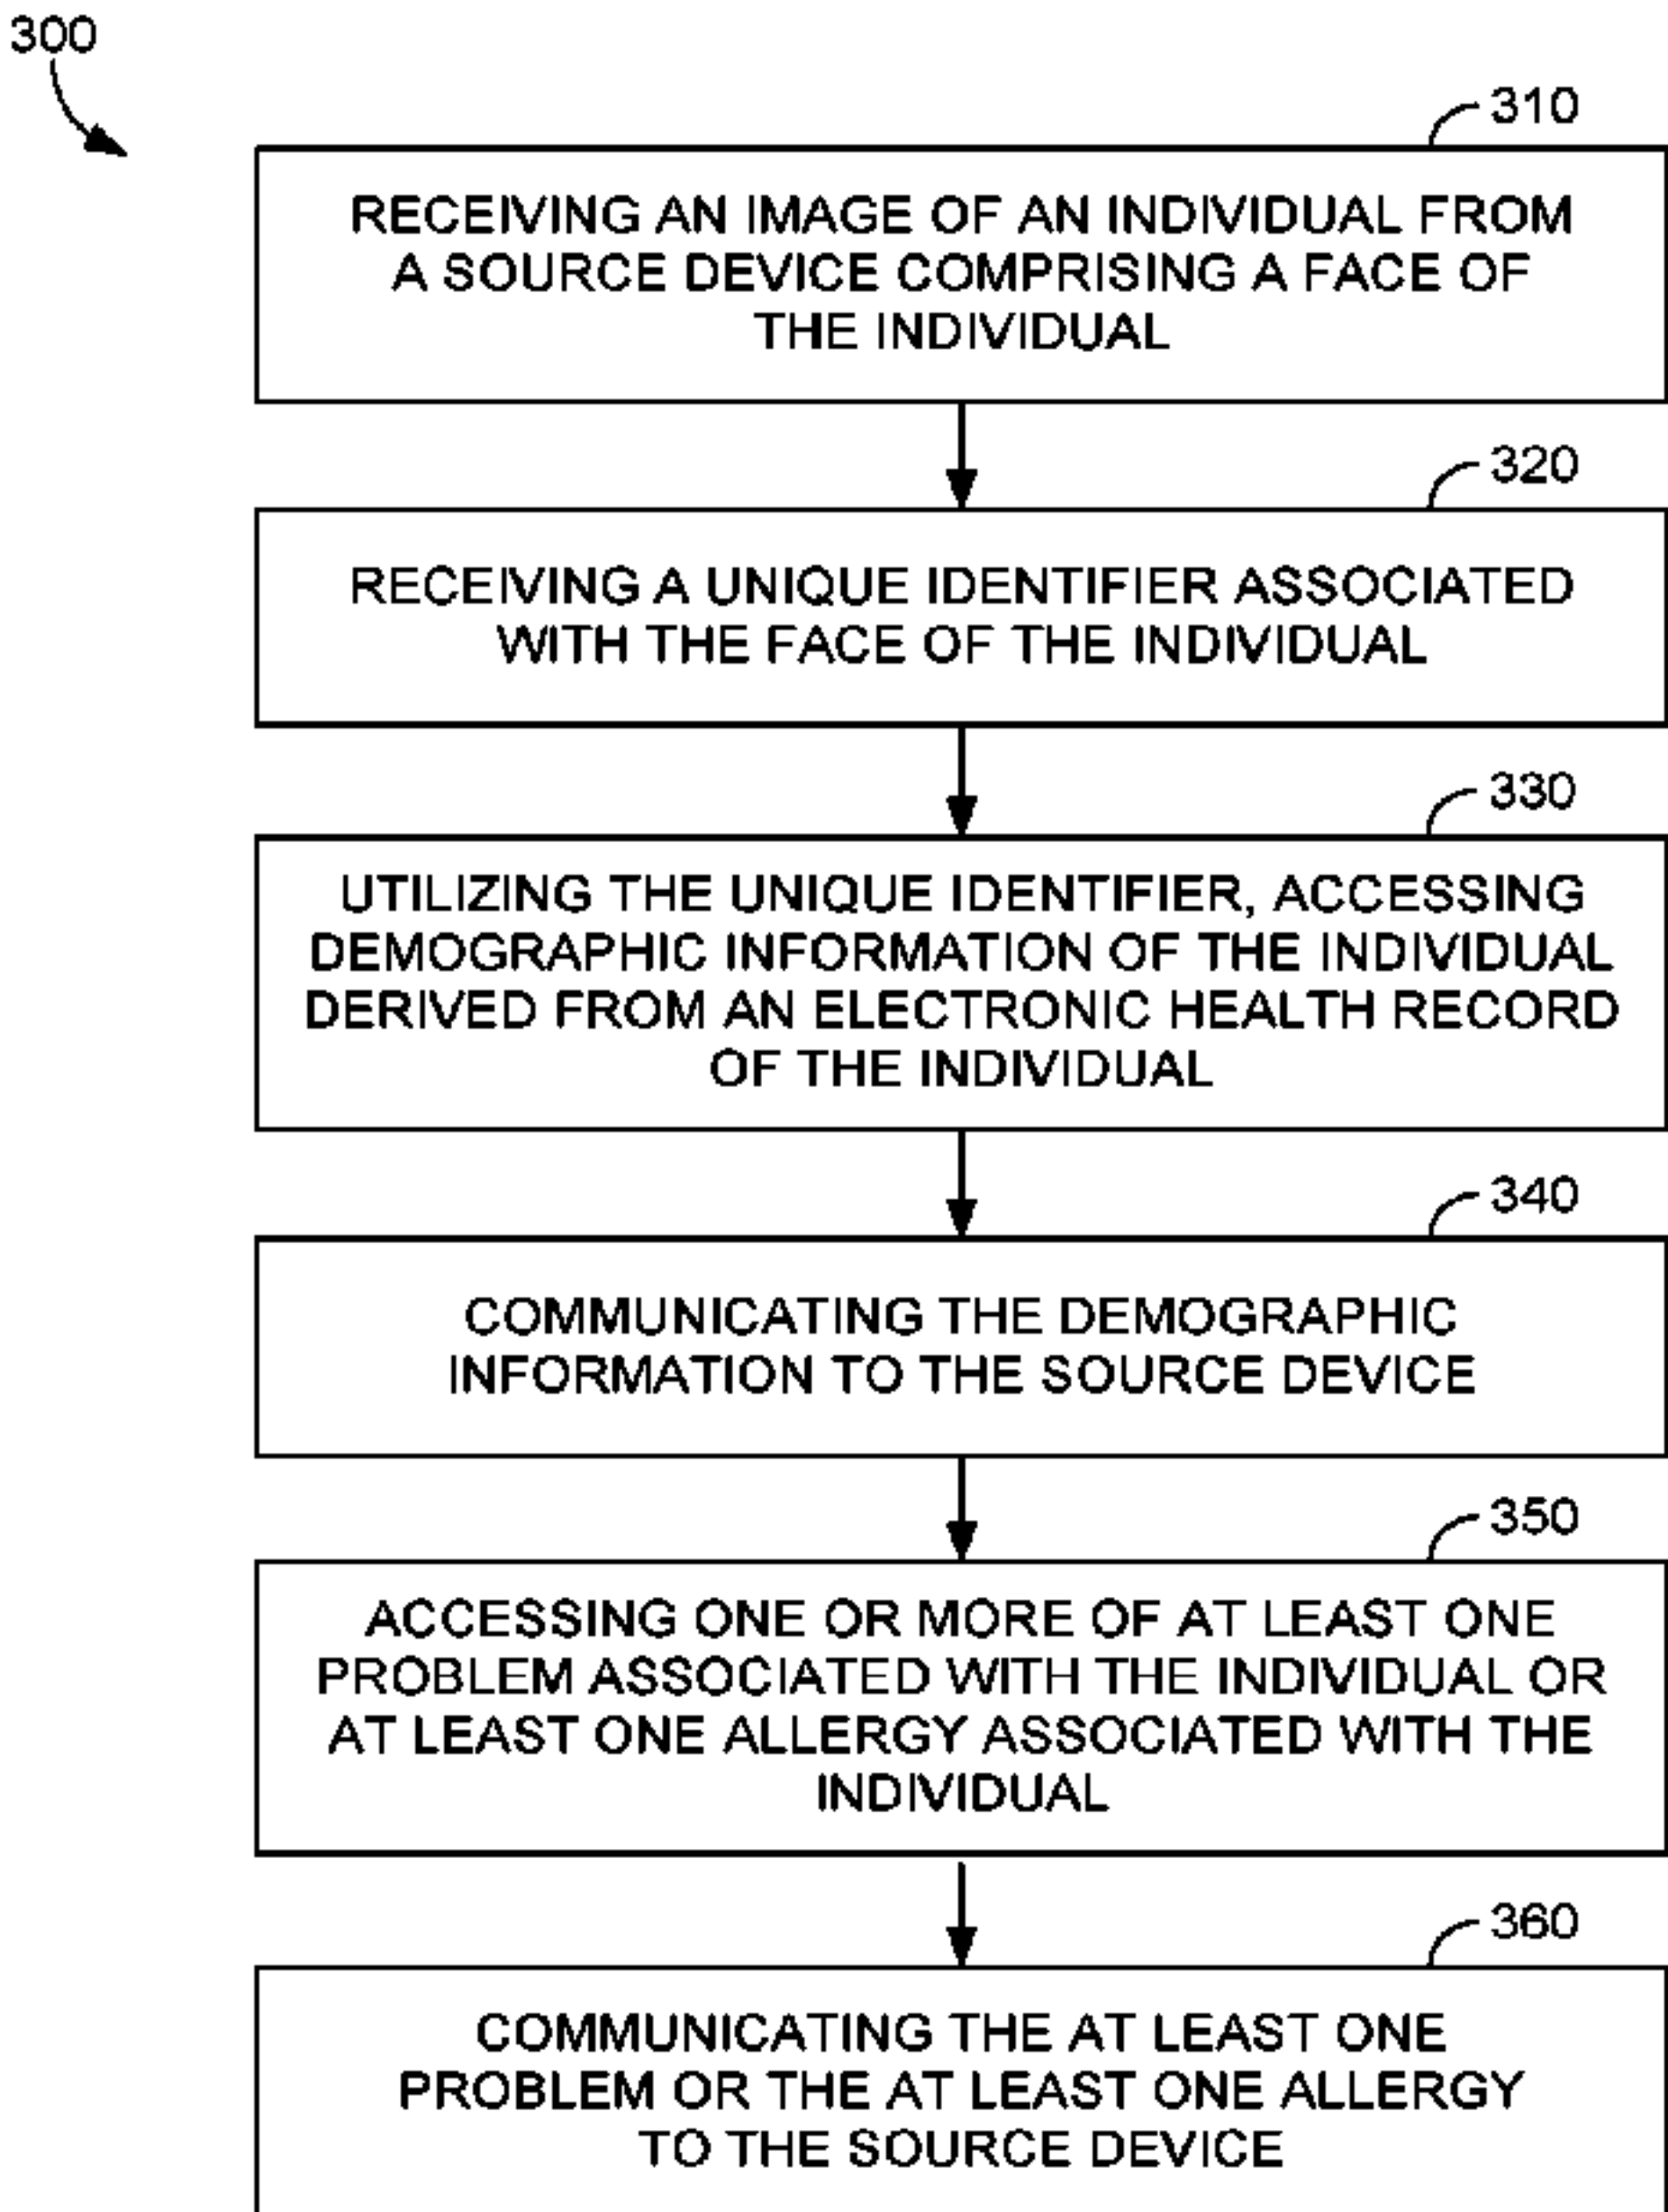 300
310
RECEIVING AN IMAGE OF AN INDIVIDUAL FROM
A SOURCE DEVICE COMPRISING A FACE OF
THE INDIVIDUAL
320
RECEIVING A UNIQUE IDENTIFIER ASSOCIATED
WITH THE FACE OF THE INDIVIDUAL
330
UTILIZING THE UNIQUE IDENTIFIER, ACCESSING
DEMOGRAPHIC INFORMATION OF THE INDIVIDUAL
DERIVED FROM AN ELECTRONIC HEALTH RECORD
OF THE INDIVIDUAL
340
COMMUNICATING THE DEMOGRAPHIC
INFORMATION TO THE SOURCE DEVICE
350
ACCESSING ONE OR MORE OF AT LEAST ONE
PROBLEM ASSOCIATED WITH THE INDIVIDUAL OR
AT LEAST ONE ALLERGY ASSOCIATED WITH THE
INDIVIDUAL
360
COMMUNICATING THE AT LEAST ONE
PROBLEM OR THE AT LEAST ONE ALLERGY
TO THE SOURCE DEVICE